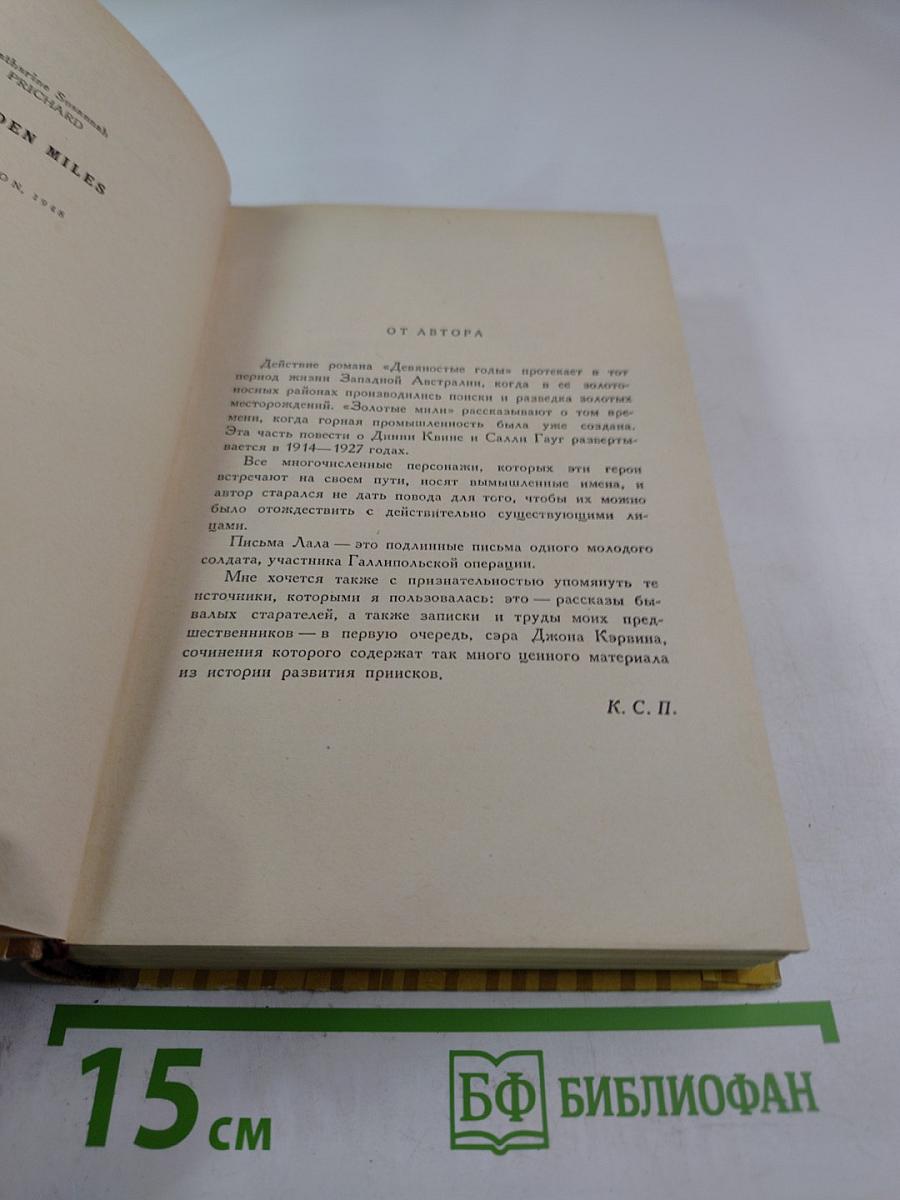 Susannah
PRICHARD
DEN MILES
ON, 1948
ОТ АВТОРА
Действие романа «Девяностые годы» протекает в тот
период жизни Западной Австралии, когда в ее золото-
носных районах производились поиски и разведка золотых
месторождений. «Золотые мили» рассказывают о том вре-
мени, когда горная промышленность была уже создана.
Эта часть повести о Динни Квине и Салли Гауг разверты-
вается в 1914—1927 годах.
Все многочисленные персонажи, которых эти герои
встречают на своем пути, носят вымышленные имена, и
автор старался не дать повода для того, чтобы их можно
было отождествить с действительно существующими ли-
цами.
Письма Лала — это подлинные письма одного молодого
солдата, участника Галлипольской операции.
Мне хочется также с признательностью упомянуть те
источники, которыми я пользовалась: это — рассказы бы-
валых старателей, а также записки и труды моих пред-
шественников — в первую очередь, сэра Джона Кэрвина,
сочинения которого содержат так много ценного материала
из истории развития приисков.
К. С. П.
15 см
БФ БИБЛИОФАН